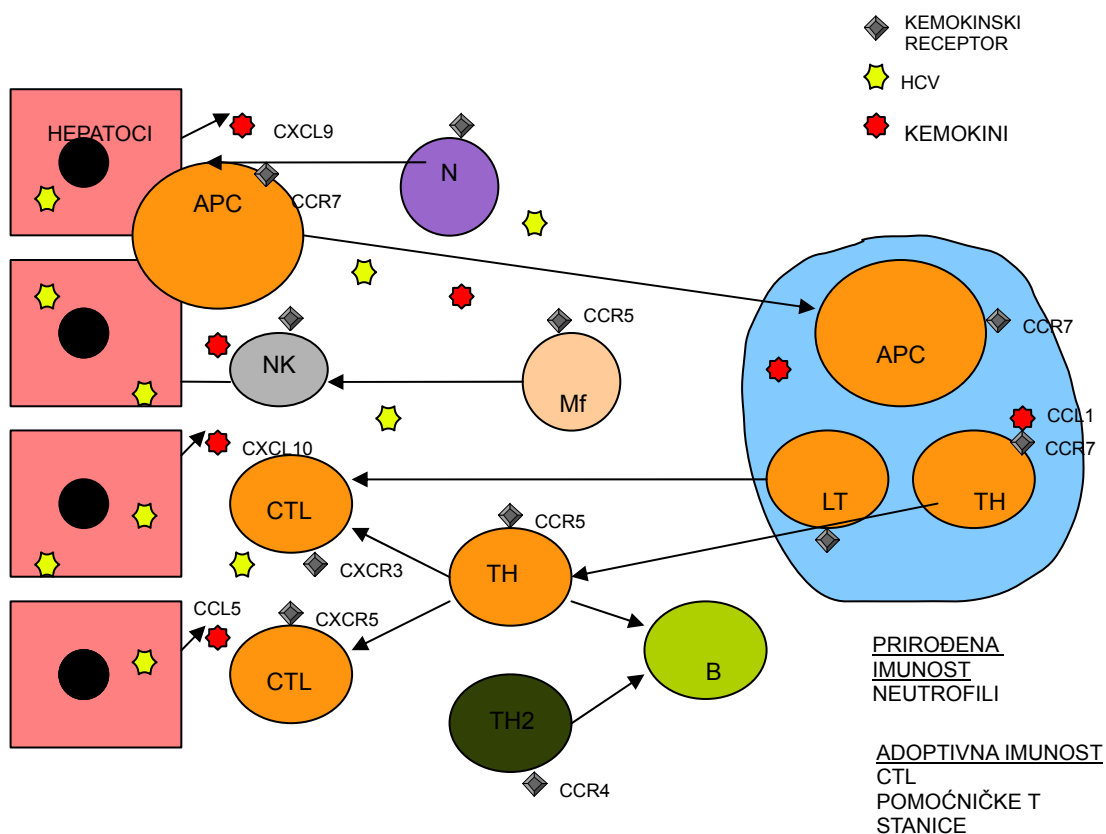 KEMOKINSKI
RECEPTOR
HCV
KEMOKINI
HEPATOCI
CXCL9
N
APC
CCR7
CCR5
NK
Mf
APC
CCR7
CCL1
CCR7
CXCL10
CTL
LT
TH
CCR5
TH
CXCR3
CCL5
CXCR5
CTL
B
TH2
CCR4
PRIROĐENA
IMUNOST
NEUTROFILI
ADOPTIVNA IMUNOST
CTL
POMOĆNIČKE T
STANICE